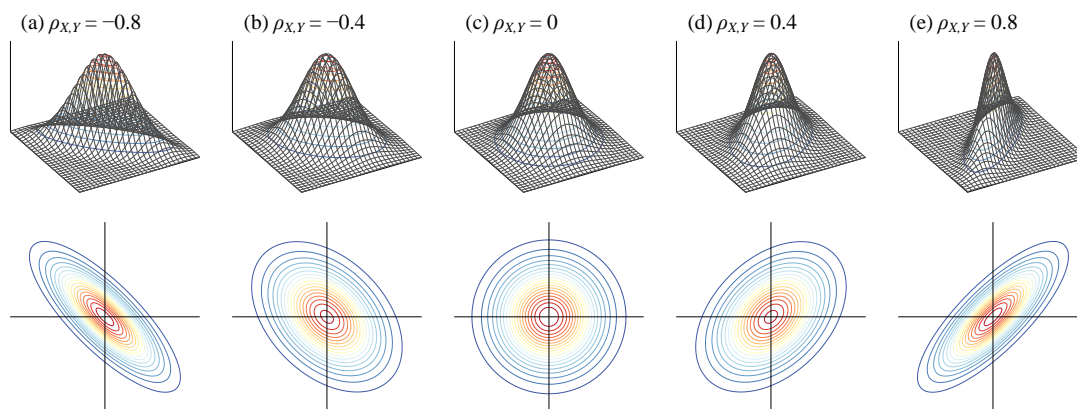 (a) ρX,Y = −0.8
(b) ρX,Y = −0.4
(c) ρX,Y = 0
(d) ρX,Y = 0.4
(e) ρX,Y = 0.8